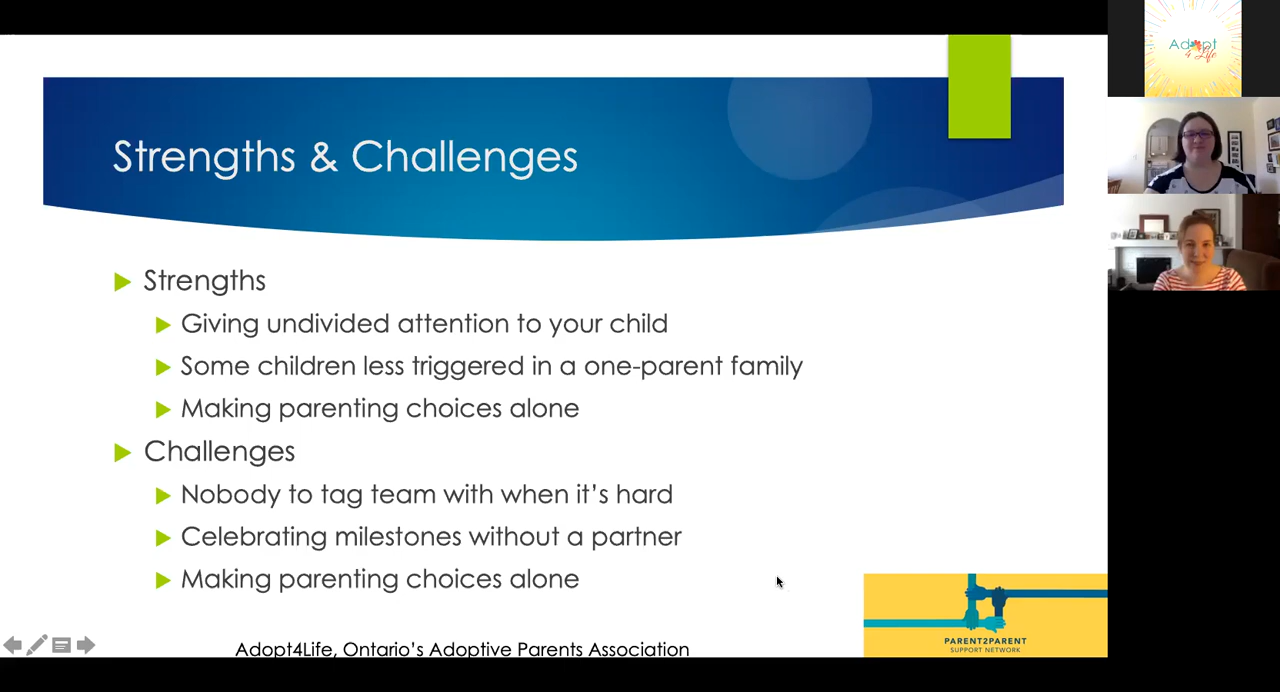 Adopt
4 Life
Strengths & Challenges
Strengths
Giving undivided attention to your child
Some children less triggered in a one-parent family
Making parenting choices alone
Challenges
Nobody to tag team with when it’s hard
Celebrating milestones without a partner
Making parenting choices alone
PARENT2PARENT
SUPPORT NETWORK
Adopt4Life, Ontario’s Adoptive Parents Association